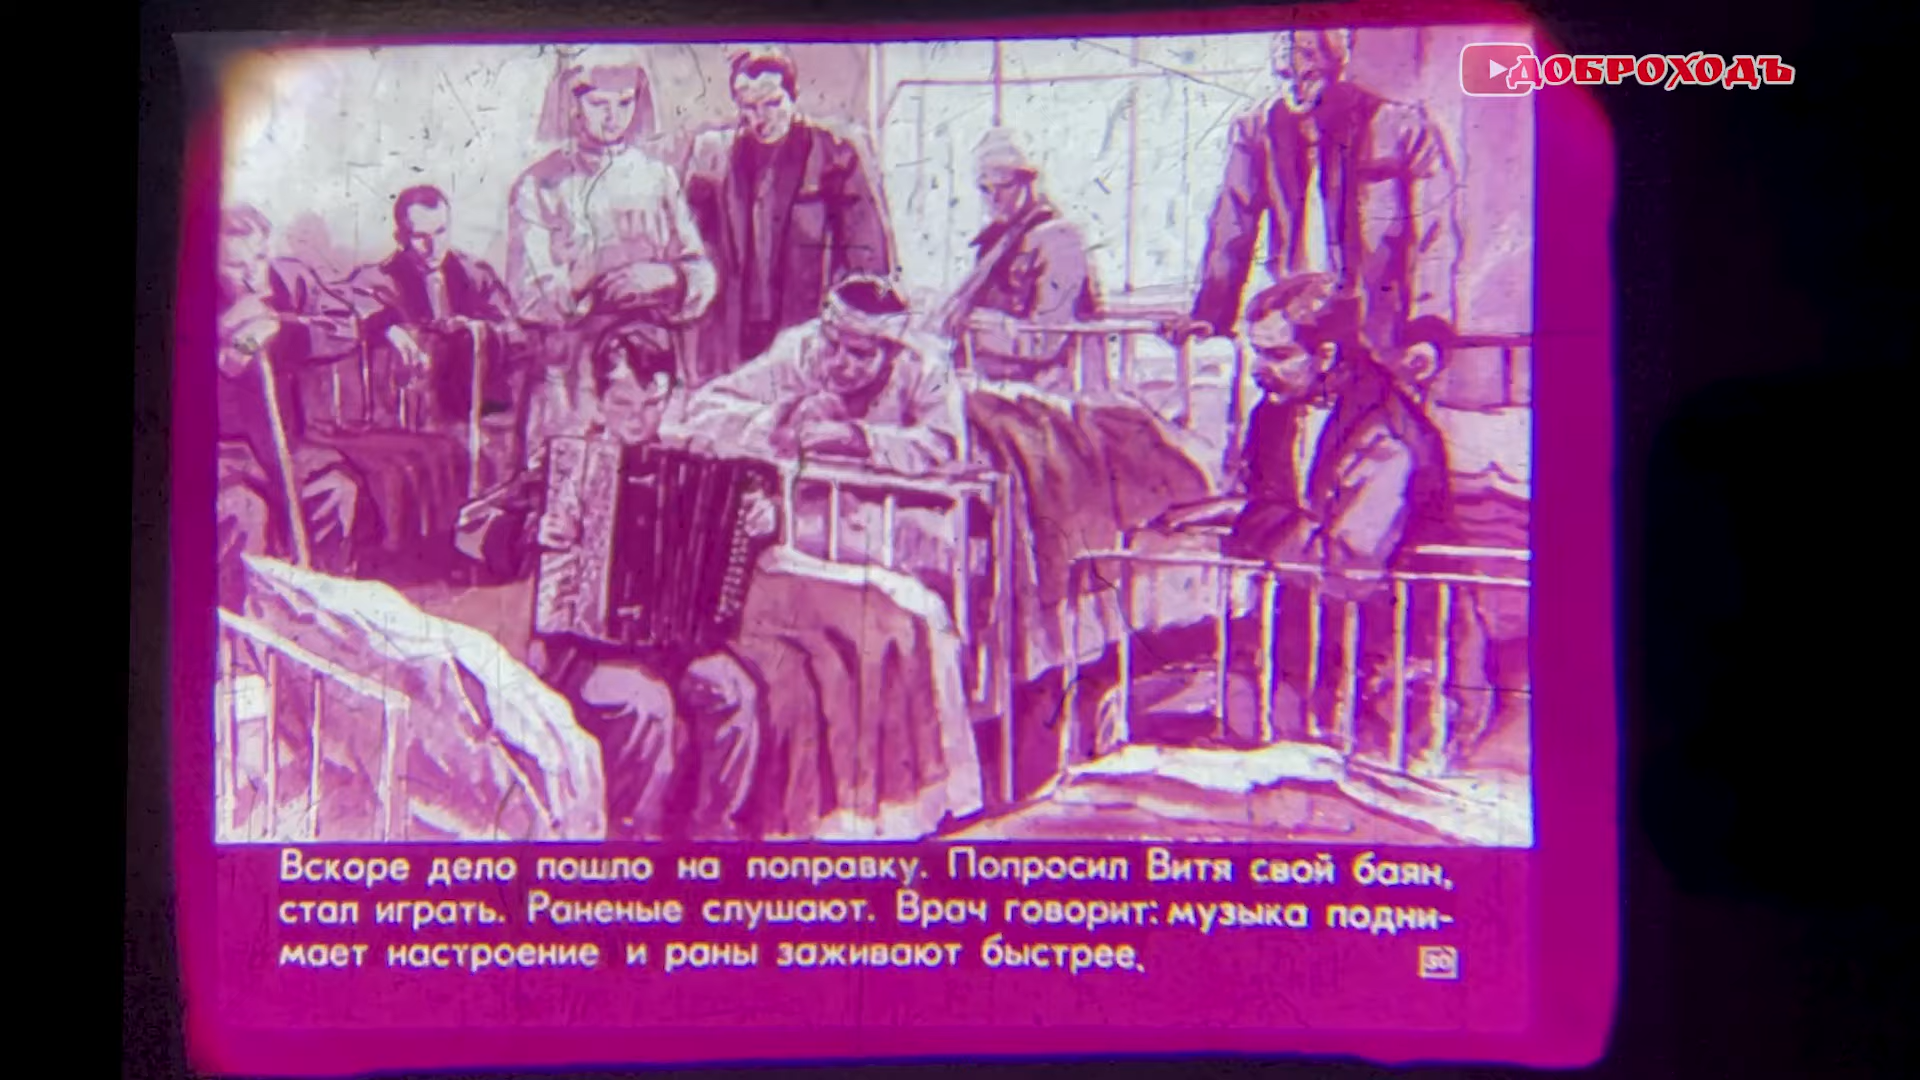 ДОБРОХОДЪ
Вскоре дело пошло на поправку. Попросил Витя свой баян,
стал играть. Раненые слушают. Врач говорит: музыка подни-
мает настроение и раны заживают быстрее.
30